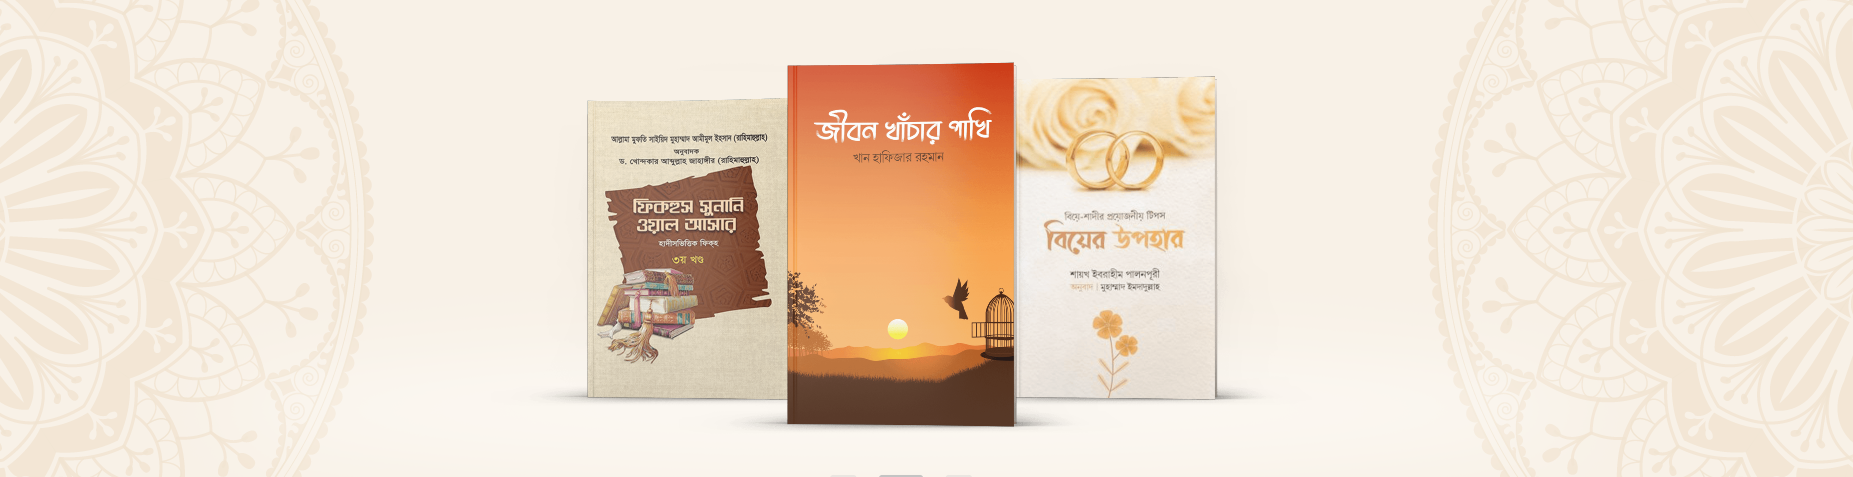 আল্লামা মুফতি সাইয়িদ মুহাম্মাদ আমীমুল ইহসান (রাহিমাহুল্লাহ)
অনুবাদক
ড. খোন্দকার আব্দুল্লাহ জাহাঙ্গীর (রাহিমাহুল্লাহ)
ফিকহুস সুনানি
ওয়াল আসার
হাদীসভিত্তিক ফিক্‌হ
৩য় খণ্ড
জীবন খাঁচার পাখি
খান হাফিজার রহমান
বিয়ে-শাদীর প্রয়োজনীয় টিপস
বিয়ের উপহার
শায়খ ইবরাহীম পালনপূরী
অনুবাদ | মুহাম্মাদ ইমদাদুল্লাহ